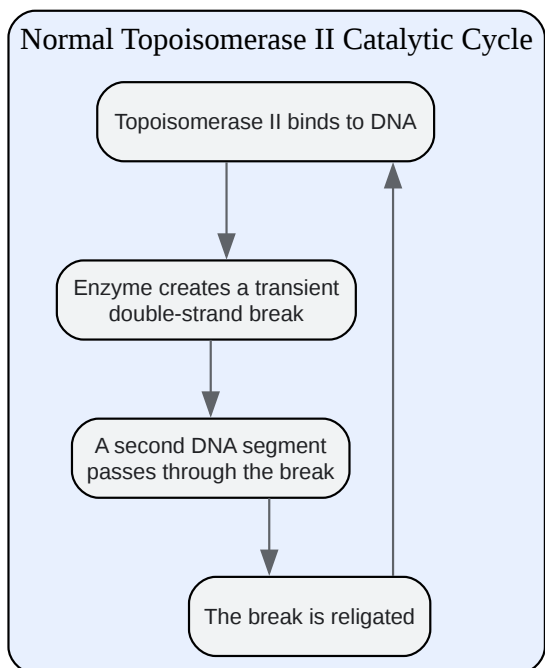 Normal Topoisomerase II Catalytic Cycle
Topoisomerase II binds to DNA
Enzyme creates a transient
double-strand break
A second DNA segment
passes through the break
The break is religated